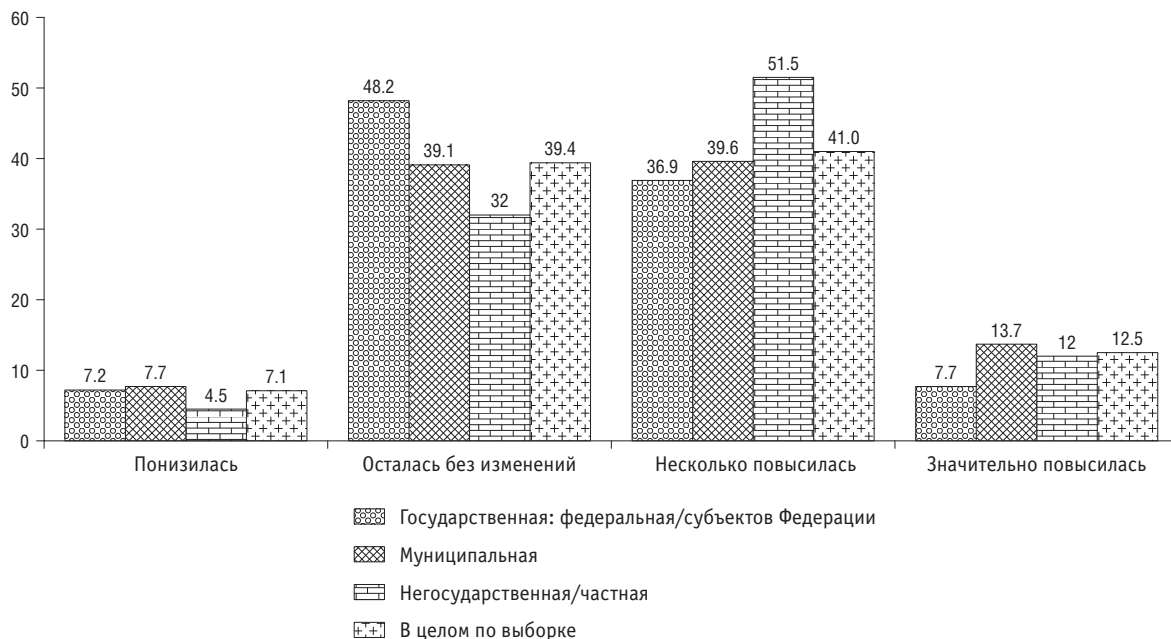 60
50
40
30
20
10
0
7.2
7.7
4.5
7.1
48.2
39.1
32
39.4
36.9
39.6
51.5
41.0
7.7
13.7
12
12.5
Понизилась
Осталась без изменений
Несколько повысилась
Значительно повысилась
Государственная: федеральная/субъектов Федерации
Муниципальная
Негосударственная/частная
В целом по выборке